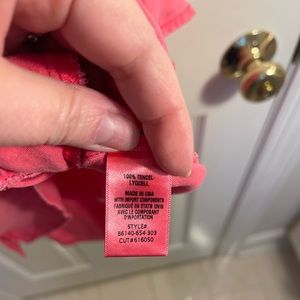 100% TENCEL
LYOCELL
MADE IN USA
WITH IMPORT COMPONENTS
FABRIQUÉ EN ETATS UNIS
AVEC LE COMPOSANT
D'IMPORTATION
STYLE#
B6140-654-303
CUT#616050